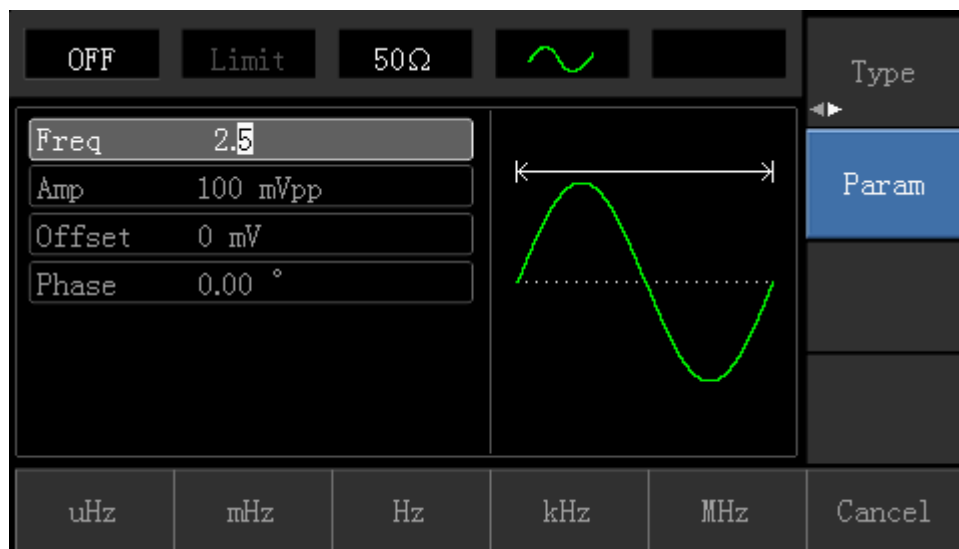 OFF Limit 50Ω
Type
Freq 2.5
Amp 100 mVpp
Param
Offset 0 mV
Phase 0.00 °
uHz mHz Hz kHz MHz Cancel